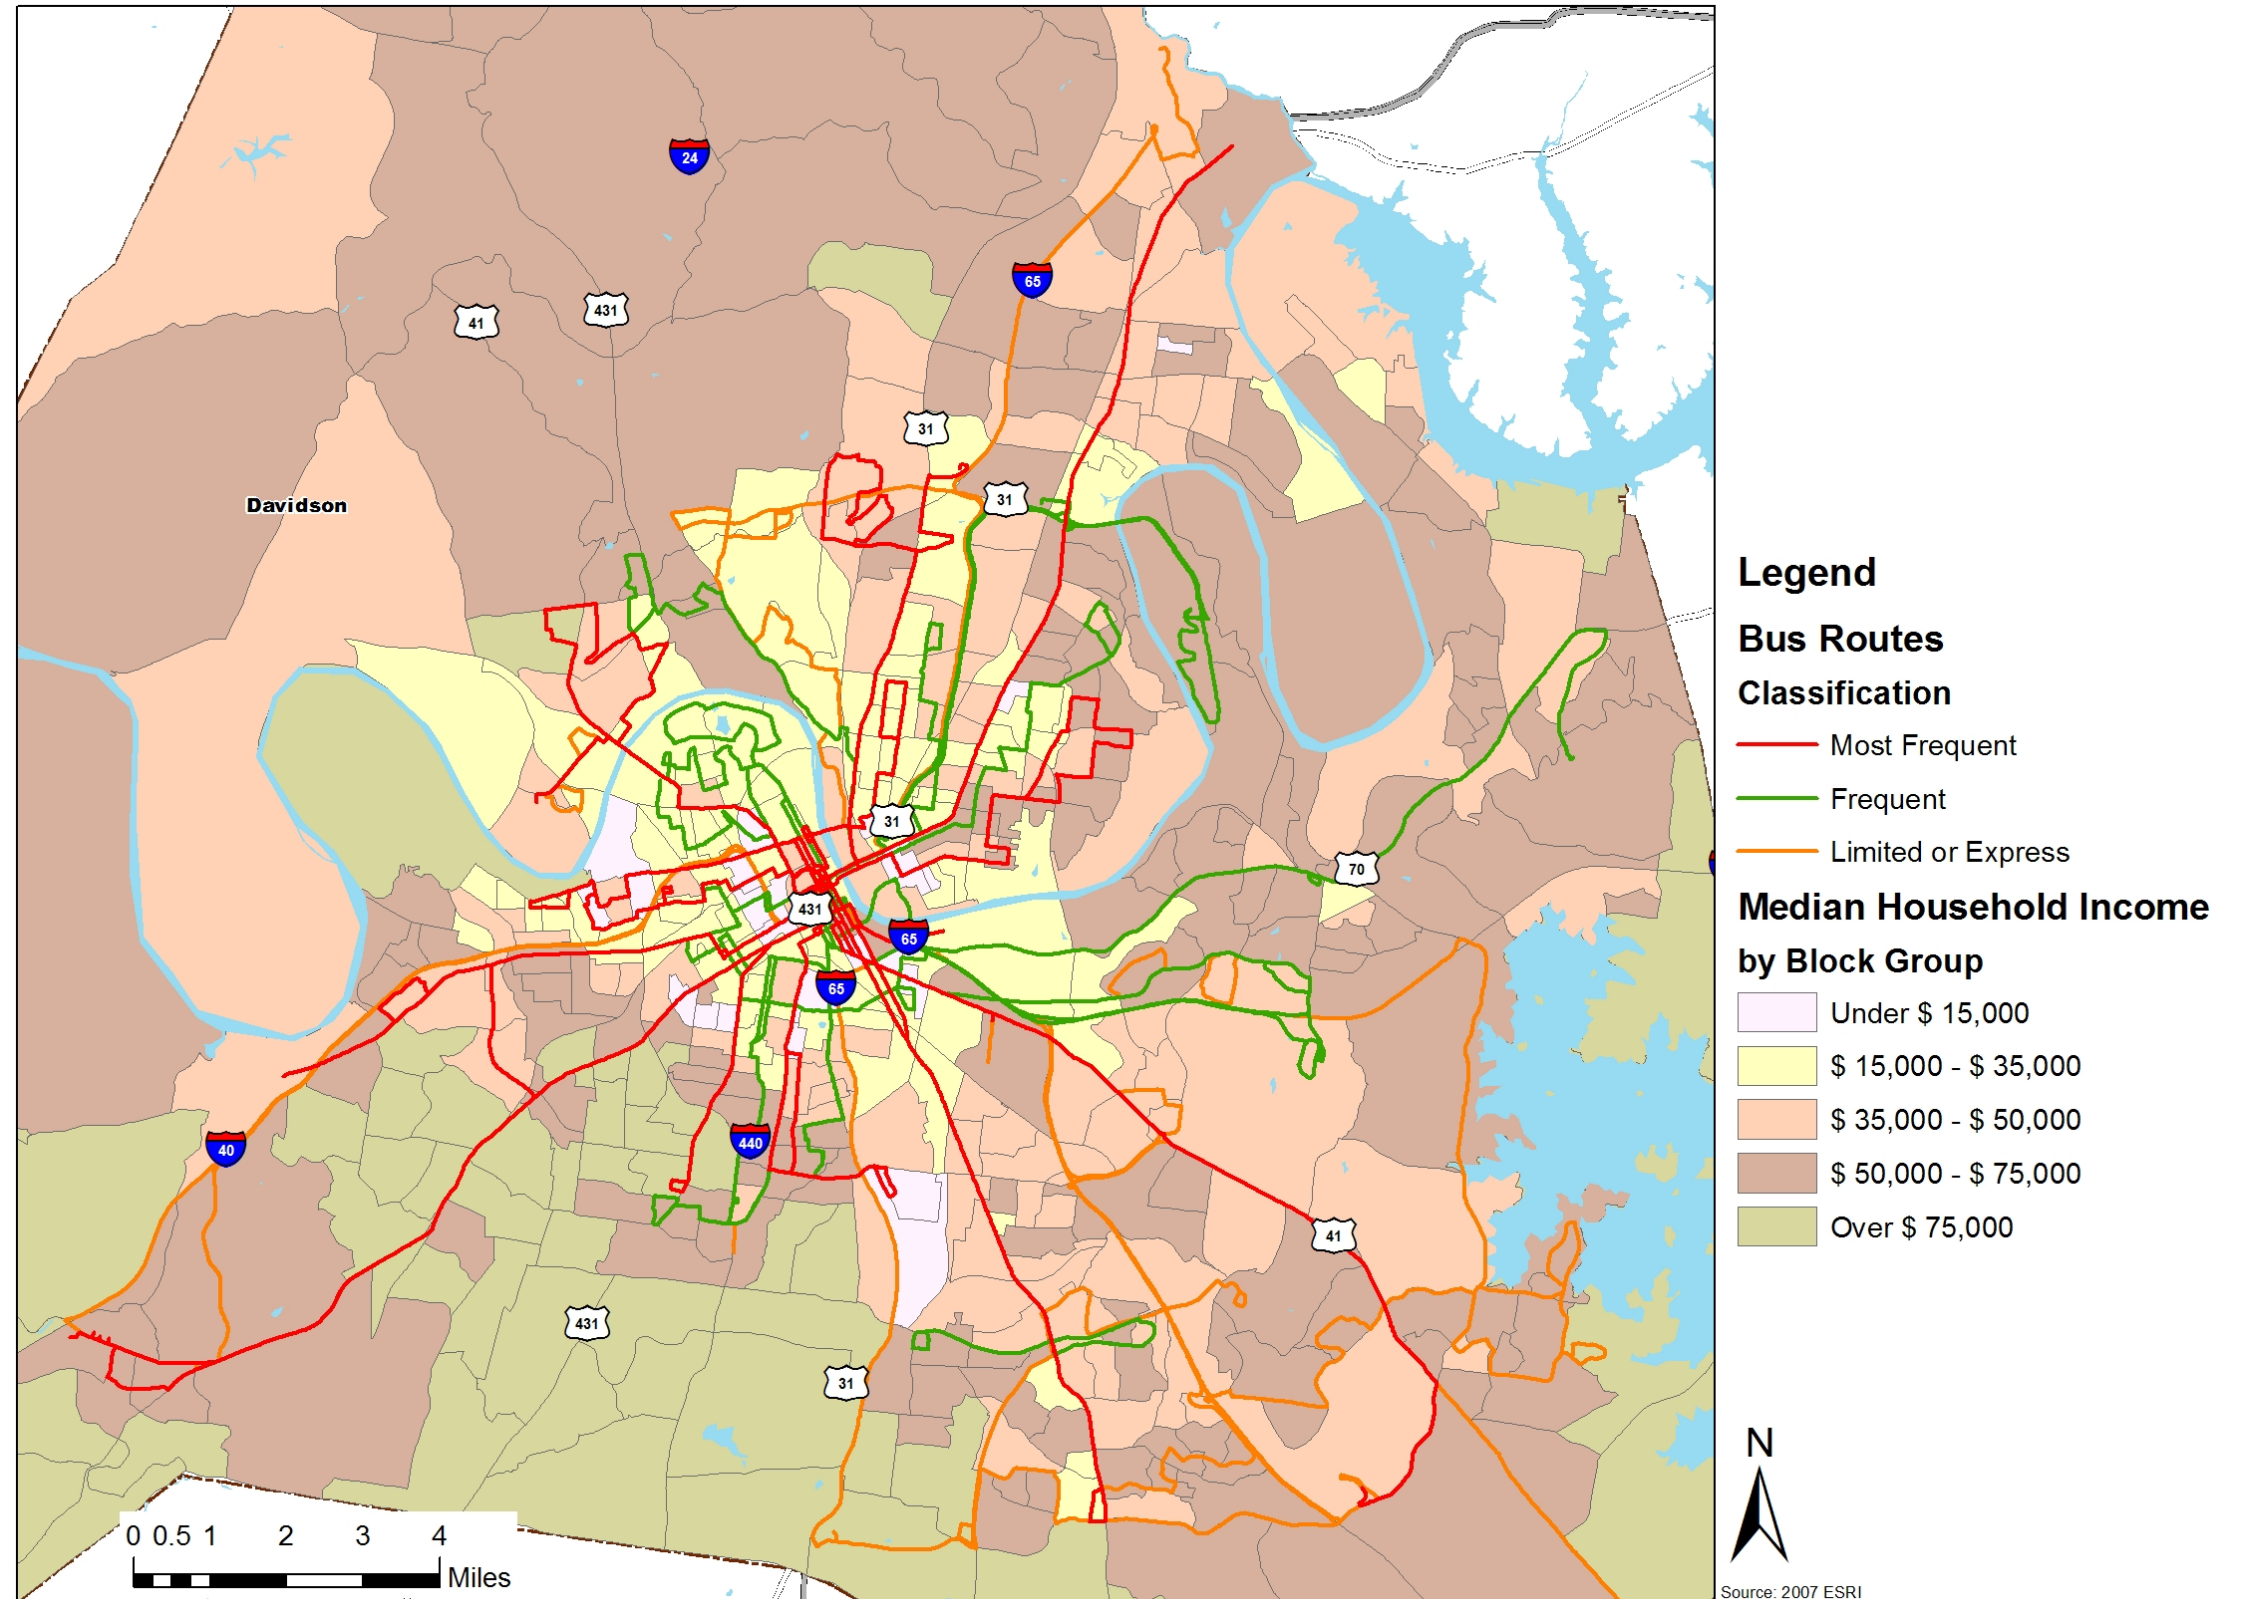 24
65
41
431
31
31
Davidson
31
70
431
65
65
440
40
41
431
31
0 0.5 1 2 3 4
Miles
Legend
Bus Routes
Classification
Most Frequent
Frequent
Limited or Express
Median Household Income
by Block Group
Under $ 15,000
$ 15,000 - $ 35,000
$ 35,000 - $ 50,000
$ 50,000 - $ 75,000
Over $ 75,000
N
Source: 2007 ESRI